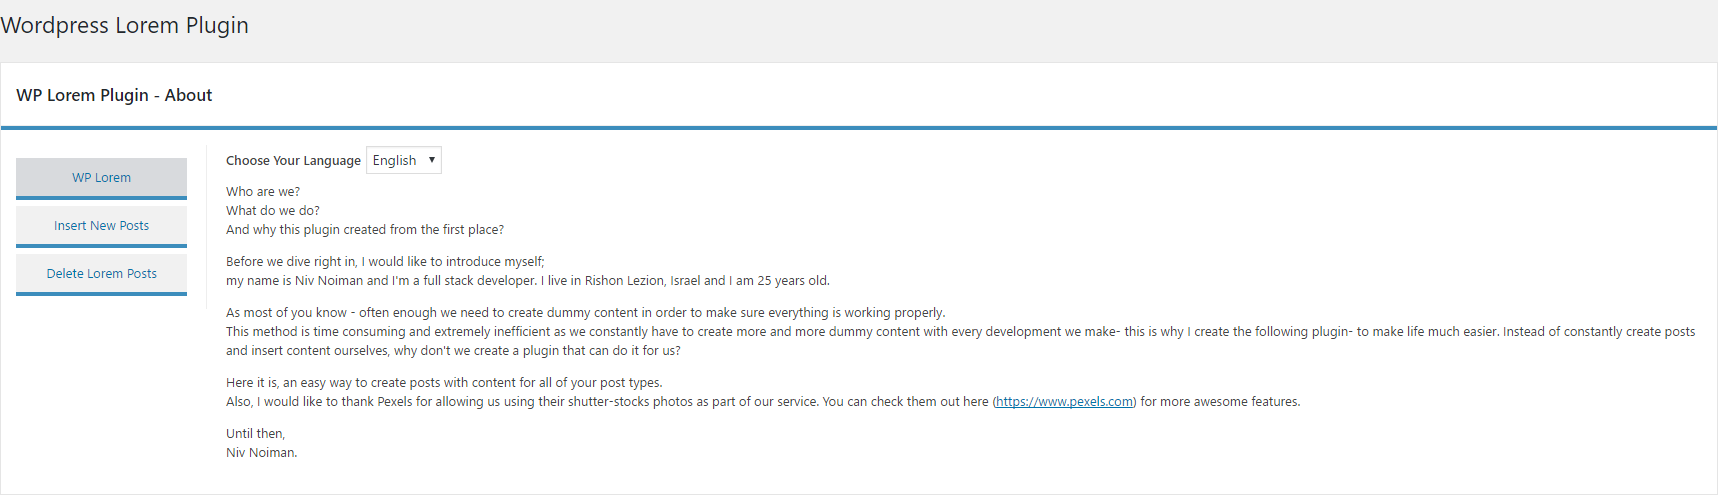 Wordpress Lorem Plugin
WP Lorem Plugin - About
WP Lorem
Insert New Posts
Delete Lorem Posts
Choose Your Language English
Who are we?
What do we do?
And why this plugin created from the first place?
Before we dive right in, I would like to introduce myself;
my name is Niv Noiman and I'm a full stack developer. I live in Rishon Lezion, Israel and I am 25 years old.
As most of you know - often enough we need to create dummy content in order to make sure everything is working properly.
This method is time consuming and extremely inefficient as we constantly have to create more and more dummy content with every development we make- this is why I create the following plugin- to make life much easier. Instead of constantly create posts
and insert content ourselves, why don't we create a plugin that can do it for us?
Here it is, an easy way to create posts with content for all of your post types.
Also, I would like to thank Pexels for allowing us using their shutter-stocks photos as part of our service. You can check them out here (https://www.pexels.com) for more awesome features.
Until then,
Niv Noiman.